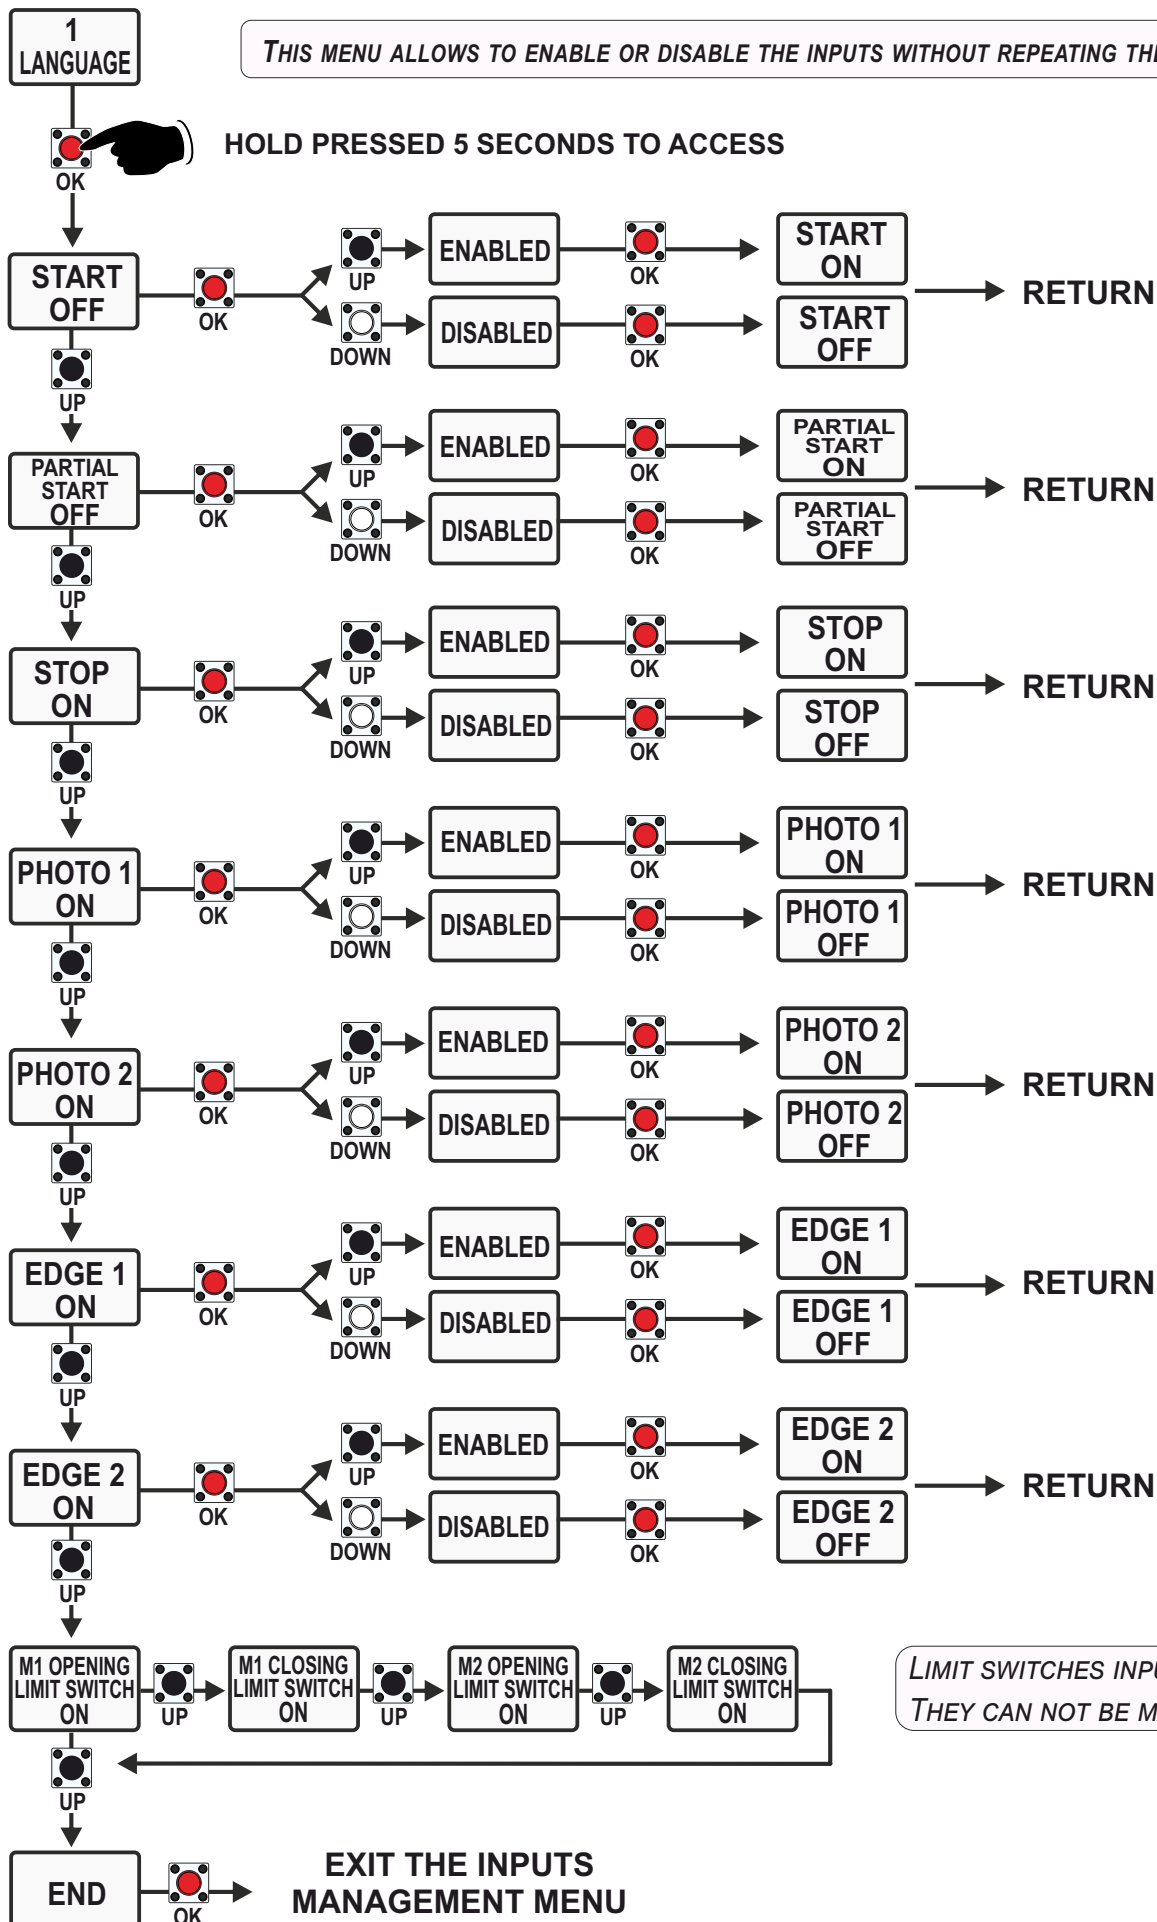 1
LANGUAGE
THIS MENU ALLOWS TO ENABLE OR DISABLE THE INPUTS WITHOUT REPEATING
OK
HOLD PRESSED 5 SECONDS TO ACCESS
START
OFF
OK
UP
DOWN
ENABLED
DISABLED
OK
OK
START
ON
START
OFF
RETURN
UP
PARTIAL
START
OFF
OK
UP
DOWN
ENABLED
DISABLED
OK
OK
PARTIAL
START
ON
PARTIAL
START
OFF
RETURN
UP
STOP
ON
OK
UP
DOWN
ENABLED
DISABLED
OK
OK
STOP
ON
STOP
OFF
RETURN
UP
PHOTO 1
ON
OK
UP
DOWN
ENABLED
DISABLED
OK
OK
PHOTO 1
ON
PHOTO 1
OFF
RETURN
UP
PHOTO 2
ON
OK
UP
DOWN
ENABLED
DISABLED
OK
OK
PHOTO 2
ON
PHOTO 2
OFF
RETURN
UP
EDGE 1
ON
OK
UP
DOWN
ENABLED
DISABLED
OK
OK
EDGE 1
ON
EDGE 1
OFF
RETURN
UP
EDGE 2
ON
OK
UP
DOWN
ENABLED
DISABLED
OK
OK
EDGE 2
ON
EDGE 2
OFF
RETURN
UP
M1 OPENING
LIMIT SWITCH
ON
UP
M1 CLOSING
LIMIT SWITCH
ON
UP
M2 OPENING
LIMIT SWITCH
ON
UP
M2 CLOSING
LIMIT SWITCH
ON
LIMIT SWITCHES
THEY CAN NOT BE
UP
END
OK
EXIT THE INPUTS
MANAGEMENT MENU